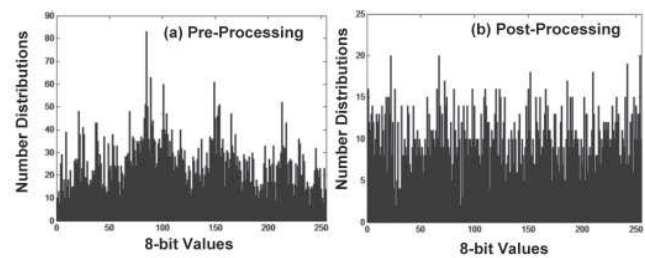 (a) Pre-Processing
Number Distributions
90
80
70
60
50
40
30
20
10
0
0 50 100 150 200 250
8-bit Values
(b) Post-Processing
Number Distributions
25
20
15
10
5
0
0 50 100 150 200 250
8-bit Values